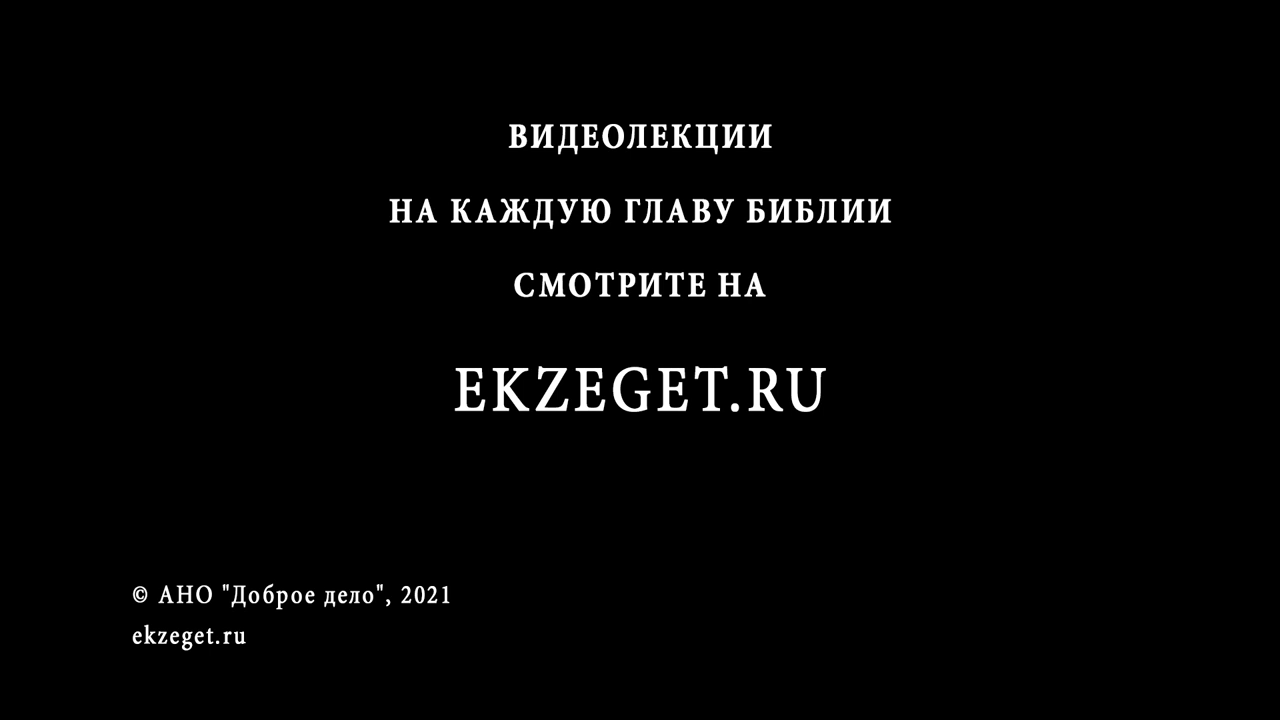 ВИДЕОЛЕКЦИИ
НА КАЖДУЮ ГЛАВУ БИБЛИИ
СМОТРИТЕ НА
EKZEGET.RU
© АНО "Доброе дело", 2021
ekzeget.ru